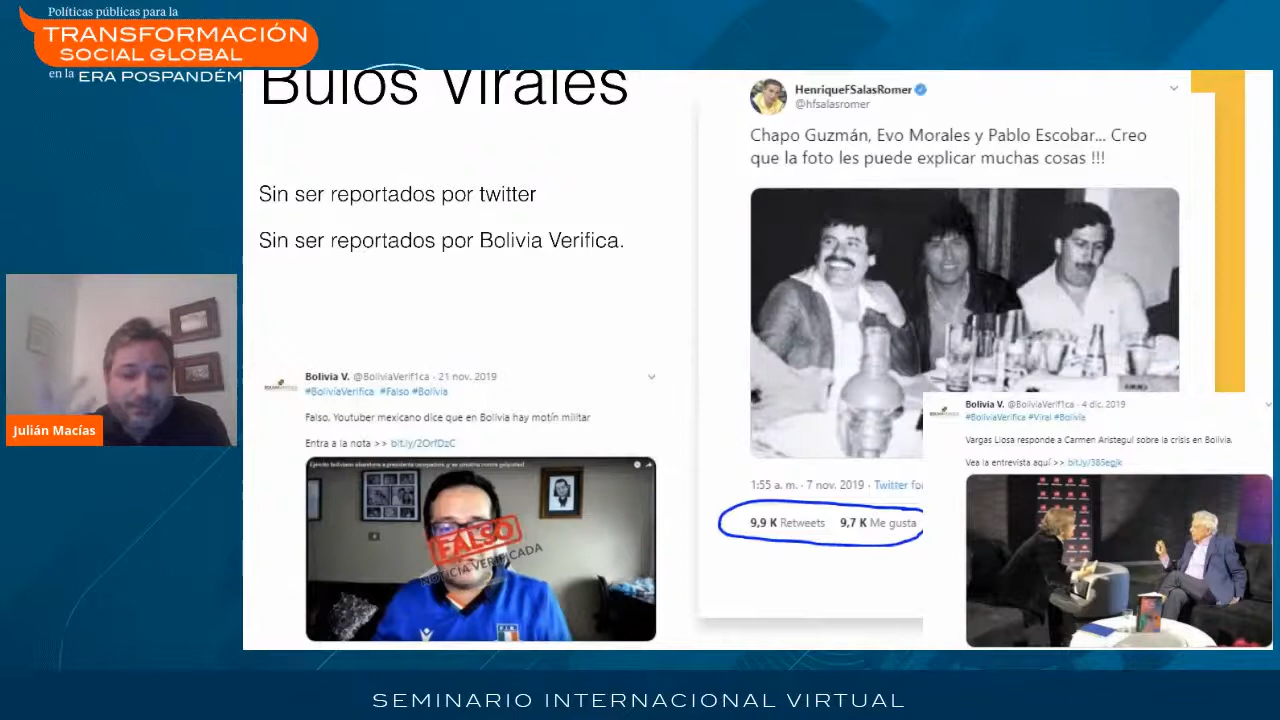 Políticas públicas para la
TRANSFORMACIÓN
SOCIAL GLOBAL
en la ERA POSPANDÉM
Bulos Virales
Sin ser reportados por twitter
Sin ser reportados por Bolivia Verifica.
HenriqueFSalasRomer
@hfsalasromer
Chapo Guzmán, Evo Morales y Pablo Escobar... Creo
que la foto les puede explicar muchas cosas !!!
1:55 a. m. · 7 nov. 2019 · Twitter fo
9,9 K Retweets 9,7 K Me gusta
Bolivia V. @BoliviaVerif1ca · 21 nov. 2019
#BoliviaVerifica #Falso #Bolivia
Falso. Youtuber mexicano dice que en Bolivia hay motín militar
Entra a la nota >> bit.ly/2OrfDzC
FALSO
NOTICIA VERIFICADA
Bolivia V. @BoliviaVerif1ca · 4 dic. 2019
#BoliviaVerifica #Viral #Bolivia
Vargas Llosa responde a Carmen Aristegui sobre la crisis en Bolivia.
Vea la entrevista aquí >> bit.ly/385egjk
Julián Macías
SEMINARIO INTERNACIONAL VIRTUAL